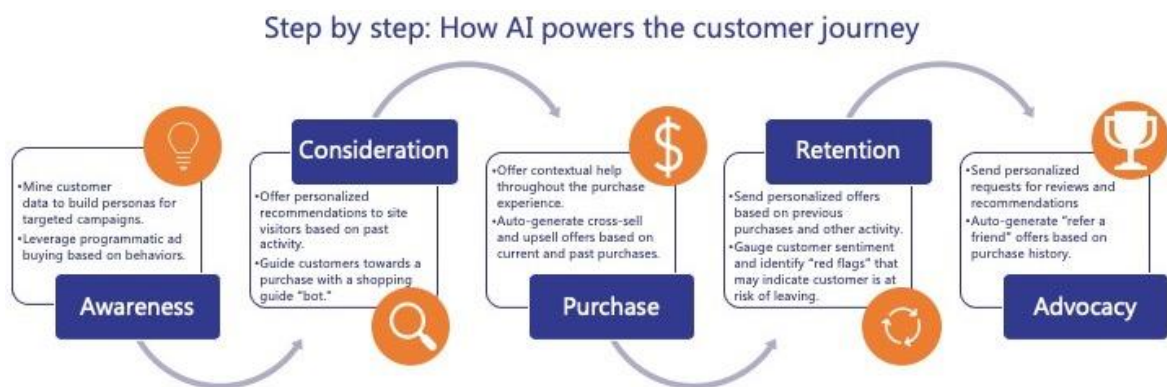 Step by step: How AI powers the customer journey
•Mine customer
data to build personas for
targeted campaigns.
•Leverage programmatic ad
buying based on behaviors.
Awareness
Consideration
•Offer personalized
recommendations to site
visitors based on past
activity.
•Guide customers towards a
purchase with a shopping
guide "bot."
•Offer contextual help
throughout the purchase
experience.
•Auto-generate cross-sell
and upsell offers based on
current and past purchases.
Purchase
Retention
•Send personalized offers
based on previous
purchases and other activity.
•Gauge customer sentiment
and identify "red flags" that
may indicate customer is at
risk of leaving.
•Send personalized
requests for reviews and
recommendations
•Auto-generate "refer a
friend" offers based on
purchase history.
Advocacy